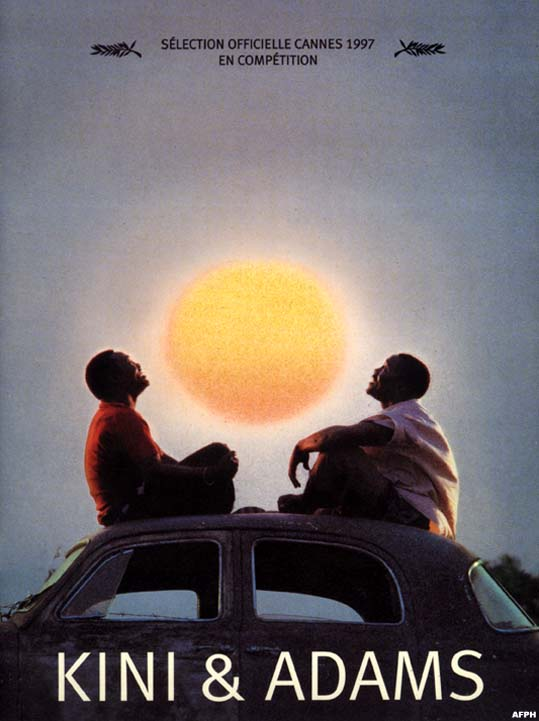 SÉLECTION OFFICIELLE CANNES 1997
EN COMPÉTITION
KINI & ADAMS
AFPH